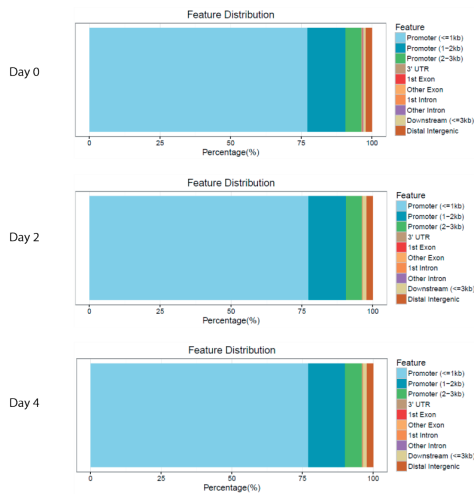 Feature Distribution
Day 0
Feature
Promoter (<=1kb)
Promoter (1−2kb)
Promoter (2−3kb)
3' UTR
1st Exon
Other Exon
1st Intron
Other Intron
Downstream (<=3kb)
Distal Intergenic
0 25 50 75 100
Percentage(%)
Feature Distribution
Day 2
Feature
Promoter (<=1kb)
Promoter (1−2kb)
Promoter (2−3kb)
3' UTR
1st Exon
Other Exon
1st Intron
Other Intron
Downstream (<=3kb)
Distal Intergenic
0 25 50 75 100
Percentage(%)
Feature Distribution
Day 4
Feature
Promoter (<=1kb)
Promoter (1−2kb)
Promoter (2−3kb)
3' UTR
1st Exon
Other Exon
1st Intron
Other Intron
Downstream (<=3kb)
Distal Intergenic
0 25 50 75 100
Percentage(%)